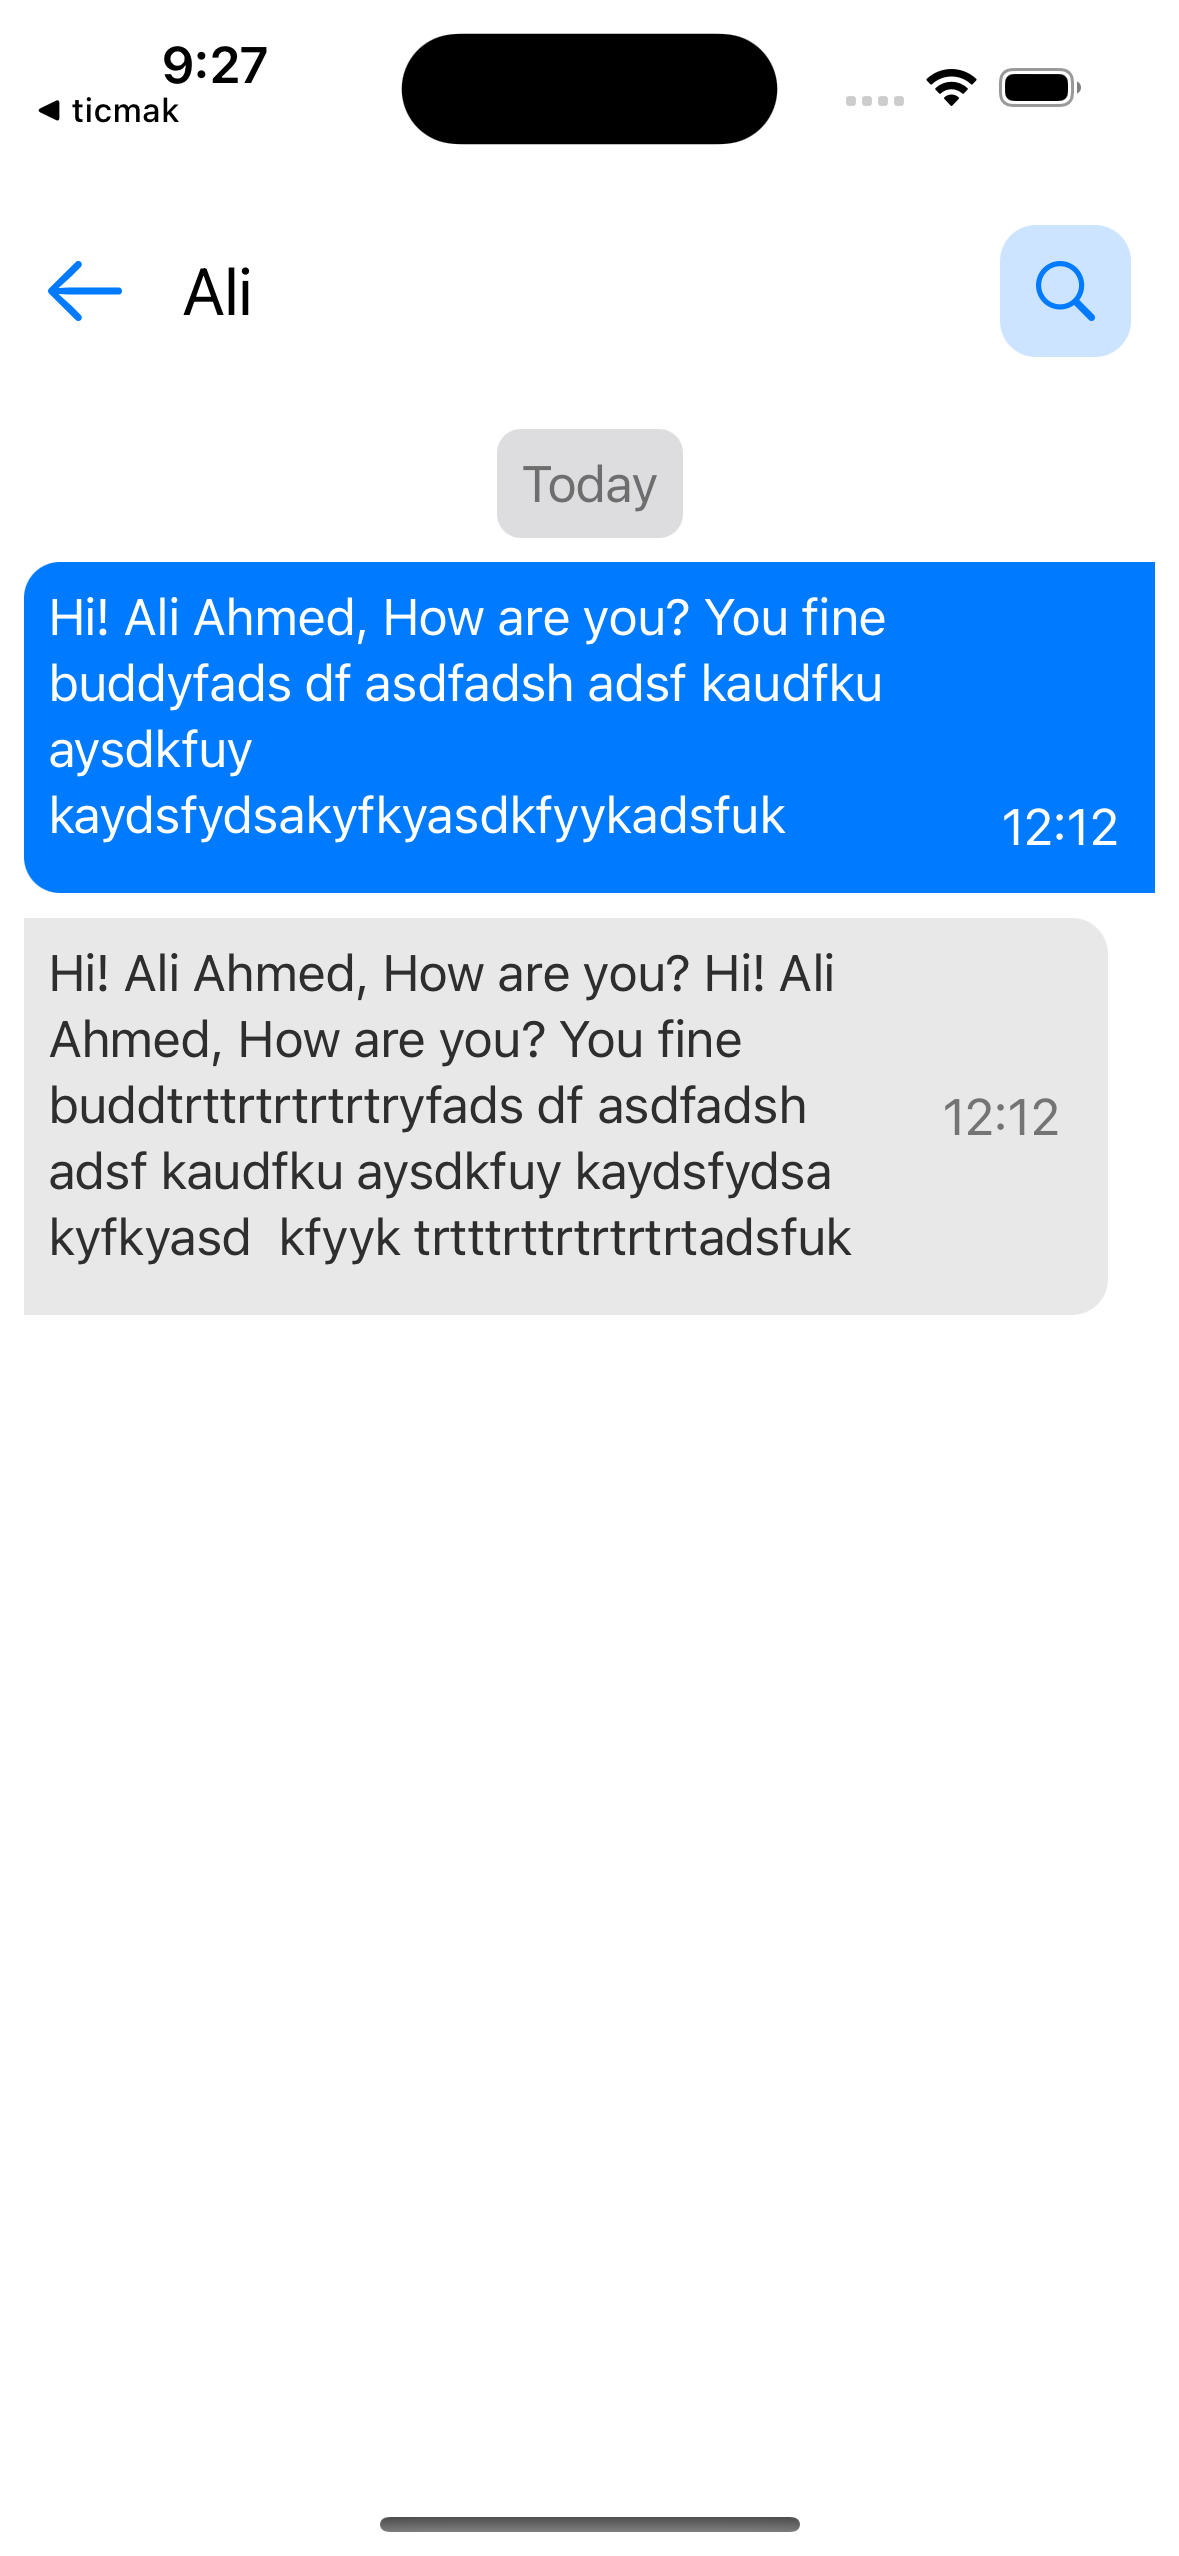 9:27
ticmak
Ali
Today
Hi! Ali Ahmed, How are you? You fine
buddyfads df asdfadsh adsf kaudfku
aysdkfuy
kaydsfydsakyfkyasdkfyykadsfuk
12:12
Hi! Ali Ahmed, How are you? Hi! Ali
Ahmed, How are you? You fine
buddtrttrtrtrtrtryfads df asdfadsh
adsf kaudfku aysdkfuy kaydsfydsa
kyfkyasd  kfyyk trtttrttrtrtrtrtadsfuk
12:12